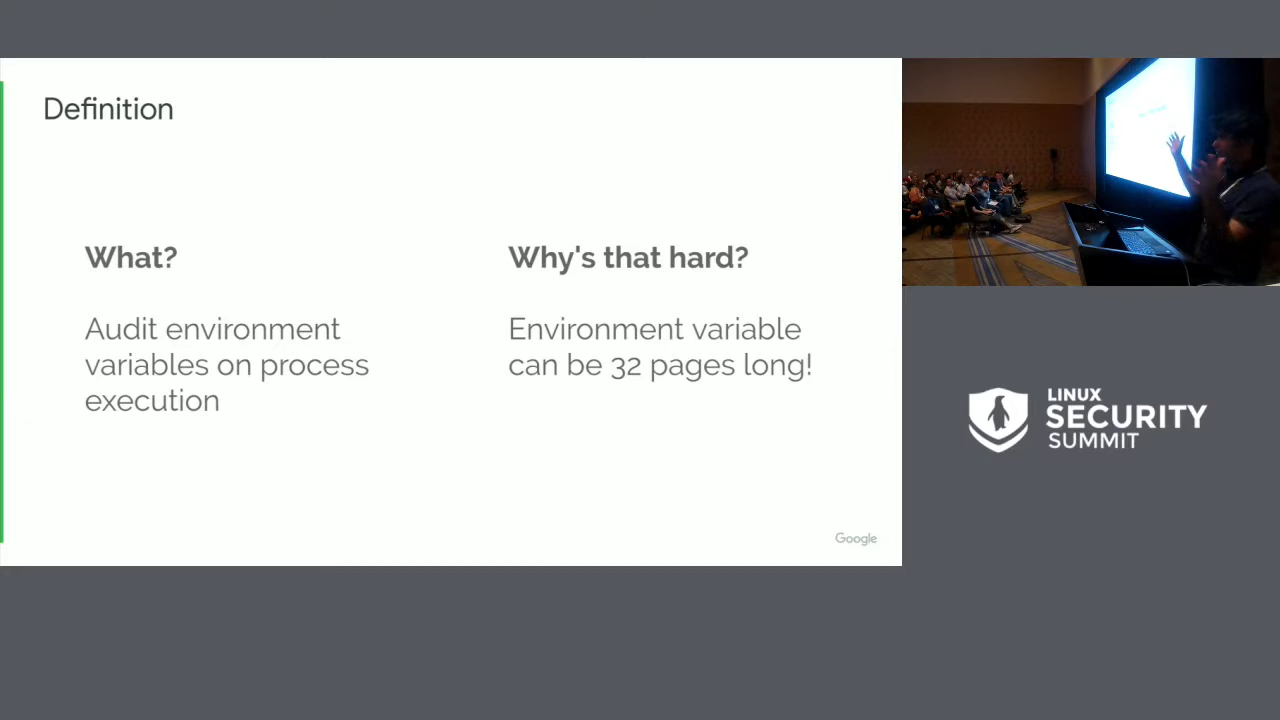 Definition
What?
Audit environment
variables on process
execution
Why's that hard?
Environment variable
can be 32 pages long!
Google
LINUX
SECURITY
SUMMIT